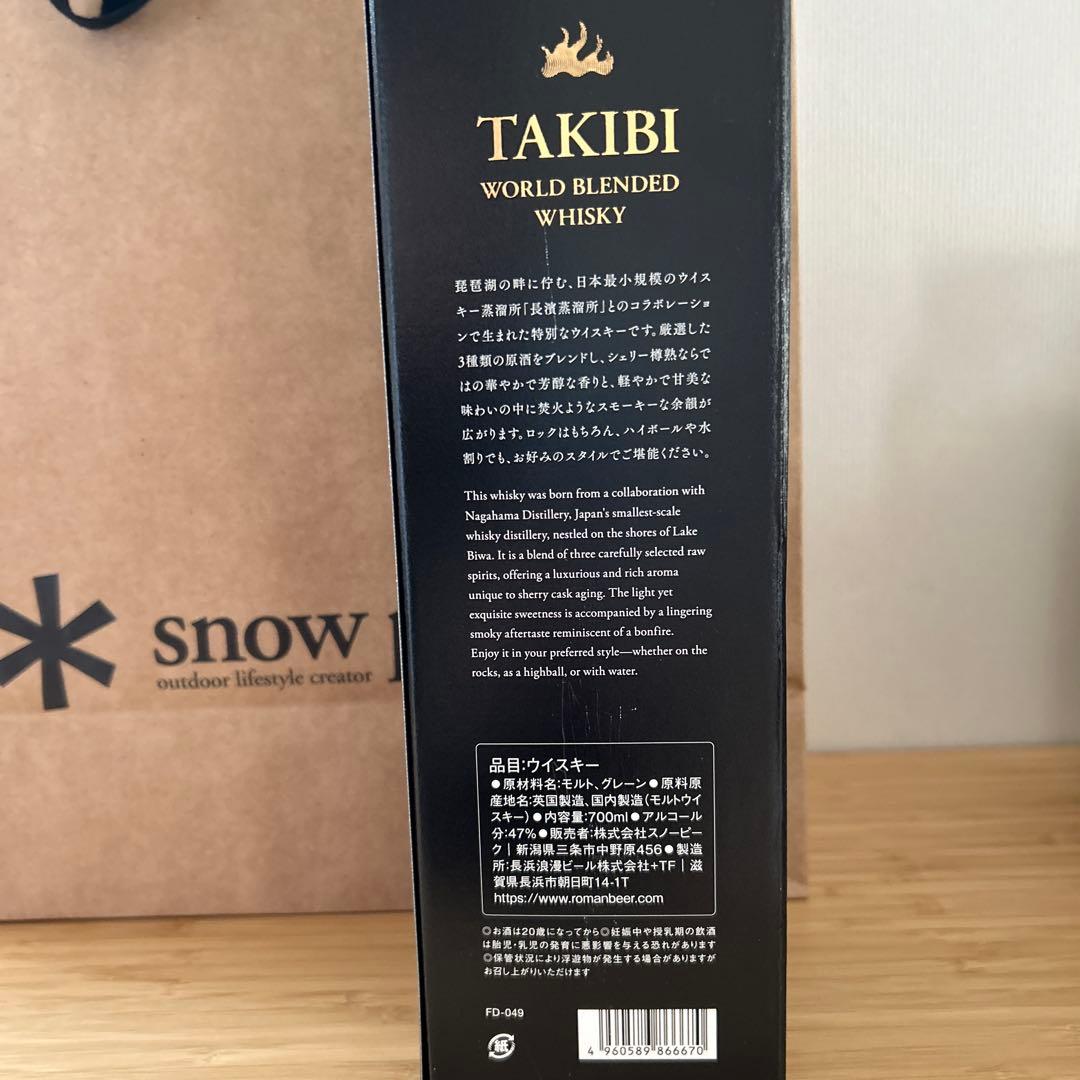 TAKIBI
WORLD BLENDED
WHISKY
琵琶湖の畔に佇む、日本最小規模のウイス
キー蒸溜所「長濱蒸溜所」とのコラボレーショ
ンで生まれた特別なウイスキーです。厳選した
3種類の原酒をブレンドし、シェリー樽熟ならで
はの華やかで芳醇な香りと、軽やかで甘美な
味わいの中に焚火ようなスモーキーな余韻が
広がります。ロックはもちろん、ハイボールや水
割りでも、お好みのスタイルでご堪能ください。
This whisky was born from a collaboration with
Nagahama Distillery, Japan's smallest-scale
whisky distillery, nestled on the shores of Lake
Biwa. It is a blend of three carefully selected raw
spirits, offering a luxurious and rich aroma
unique to sherry cask aging. The light yet
exquisite sweetness is accompanied by a lingering
smoky aftertaste reminiscent of a bonfire.
Enjoy it in your preferred style—whether on the
rocks, as a highball, or with water.
品目:ウイスキー
●原材料名:モルト、グレーン●原料原
産地名:英国製造、国内製造(モルトウイ
スキー)●内容量:700ml●アルコール
分:47%●販売者:株式会社スノーピー
ク|新潟県三条市中野原456●製造
所:長浜浪漫ビール株式会社+TF|滋
賀県長浜市朝日町14-1T
https://www.romanbeer.com
◎お酒は20歳になってから◎妊娠中や授乳期の飲酒
は胎児・乳児の発育に悪影響を与える恐れがあります
◎保管状況により浮遊物が発生する場合がありますが
お召し上がりいただけます
FD-049
紙
4 960589 866670
snow
outdoor lifestyle creator